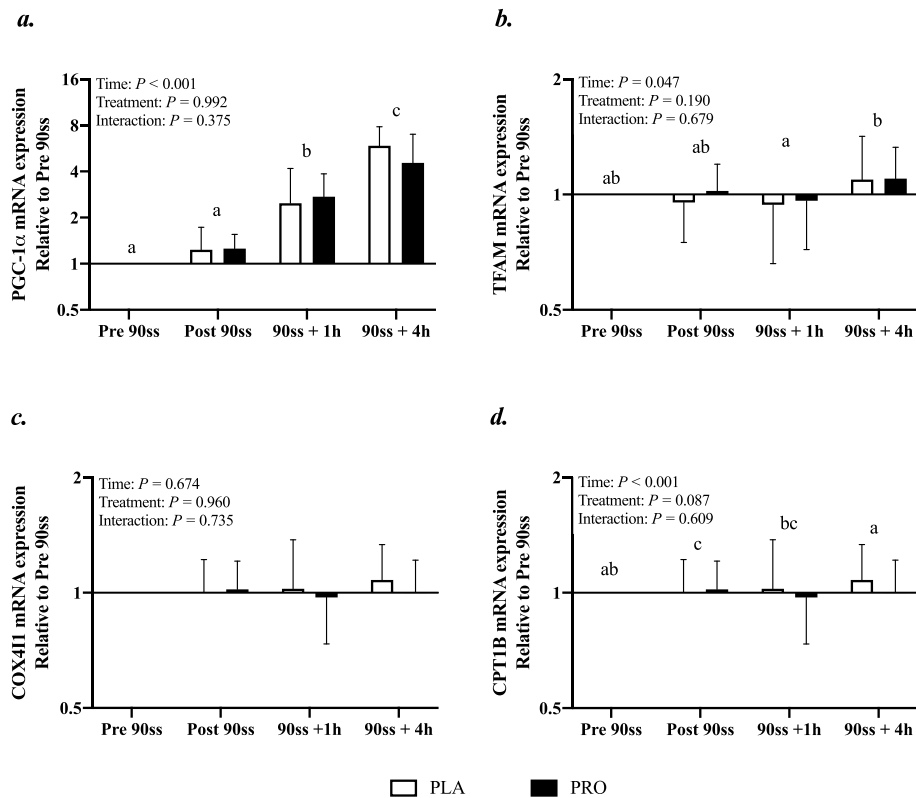 a.
PGC-1α mRNA expression
Relative to Pre 90ss
16
8
4
2
1
0.5
Time: P < 0.001
Treatment: P = 0.992
Interaction: P = 0.375
a
a
b
c
Pre 90ss
Post 90ss
90ss + 1h
90ss + 4h
b.
TFAM mRNA expression
Relative to Pre 90ss
2
1
0.5
Time: P = 0.047
Treatment: P = 0.190
Interaction: P = 0.679
ab
ab
a
b
Pre 90ss
Post 90ss
90ss + 1h
90ss + 4h
c.
COX4I1 mRNA expression
Relative to Pre 90ss
2
1
0.5
Time: P = 0.674
Treatment: P = 0.960
Interaction: P = 0.735
Pre 90ss
Post 90ss
90ss +1h
90ss + 4h
d.
CPT1B mRNA expression
Relative to Pre 90ss
2
1
0.5
Time: P < 0.001
Treatment: P = 0.087
Interaction: P = 0.609
ab
c
bc
a
Pre 90ss
Post 90ss
90ss +1h
90ss + 4h
PLA
PRO